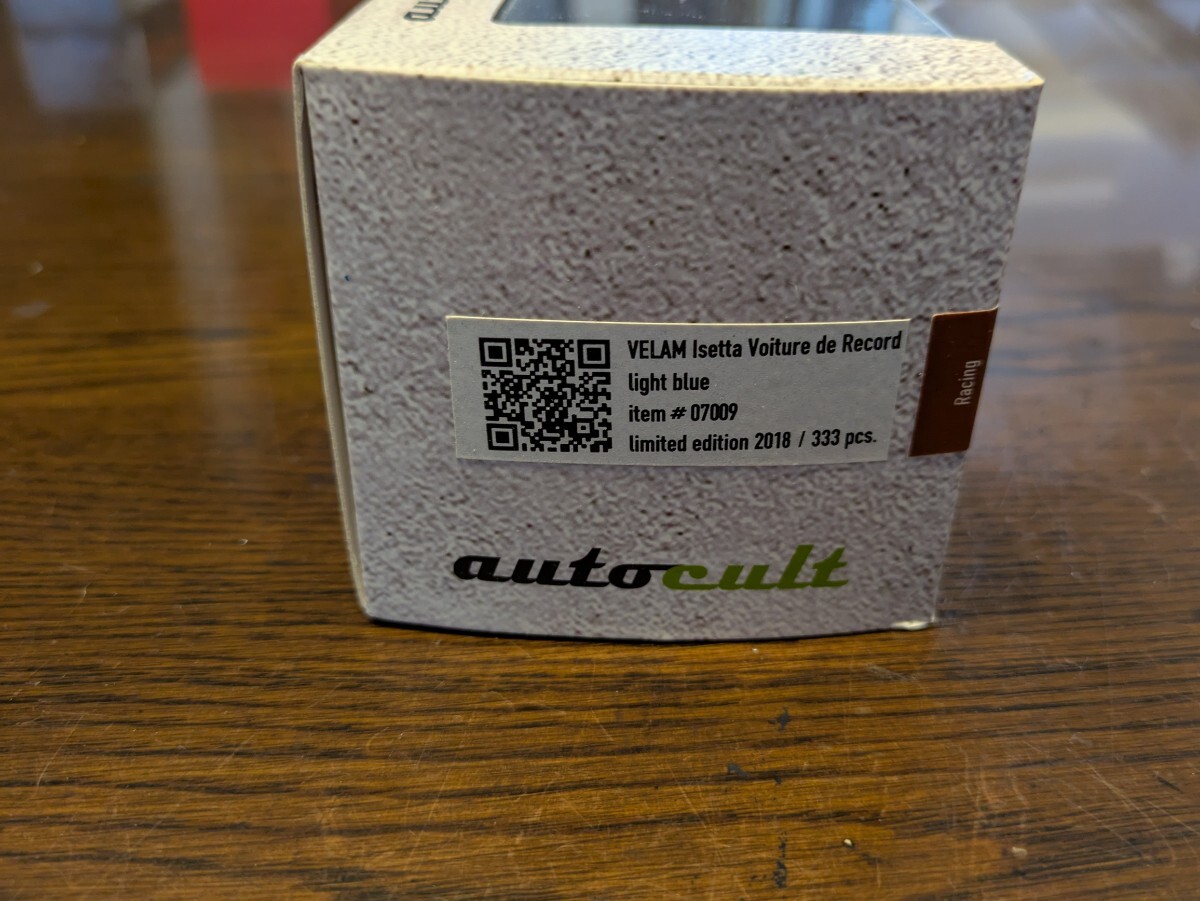 VELAM Isetta Voiture de Record
light blue
item # 07009
limited edition 2018 / 333 pcs.
Racing
autocult